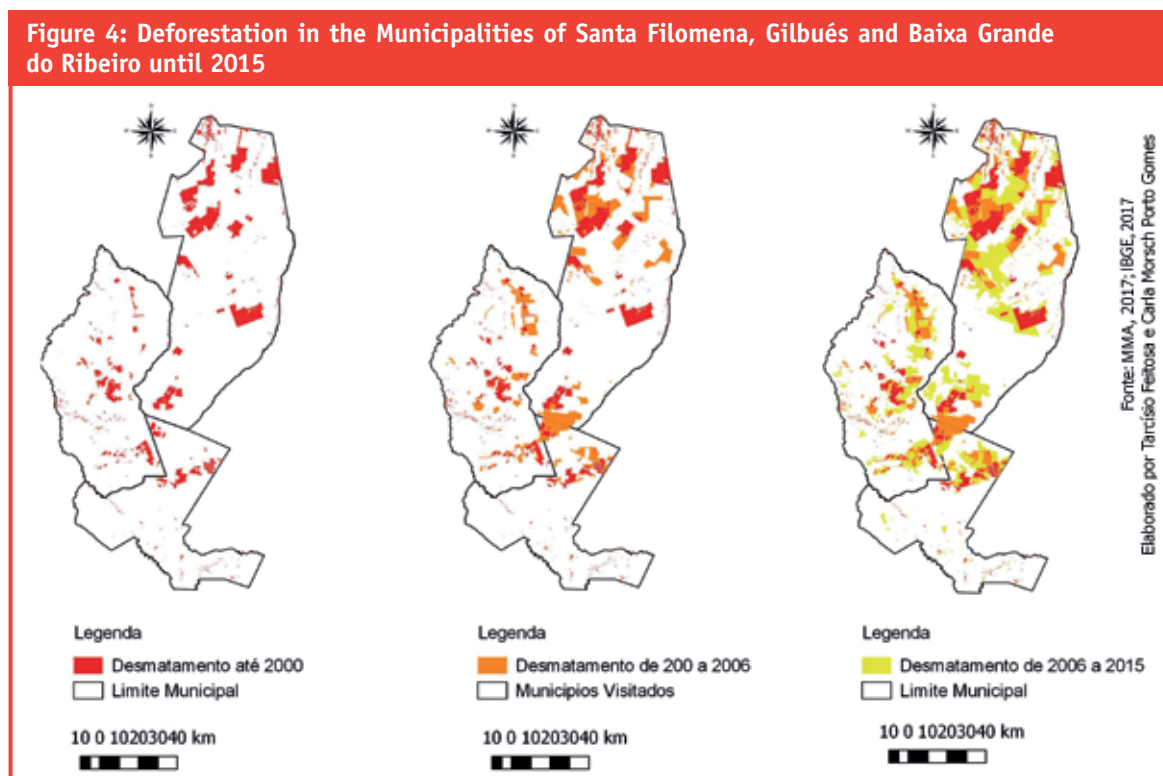 Figure 4: Deforestation in the Municipalities of Santa Filomena, Gilbués and Baixa Grande
do Ribeiro until 2015
Legenda
Desmatamento até 2000
Limite Municipal
10 0 10203040 km
Legenda
Desmatamento de 200 a 2006
Municipios Visitados
10 0 10203040 km
Legenda
Desmatamento de 2006 a 2015
Limite Municipal
10 0 10203040 km
Fonte: MMA, 2017; IBGE, 2017
Elaborado por Tarcísio Feitosa e Carla Morsch Porto Gomes